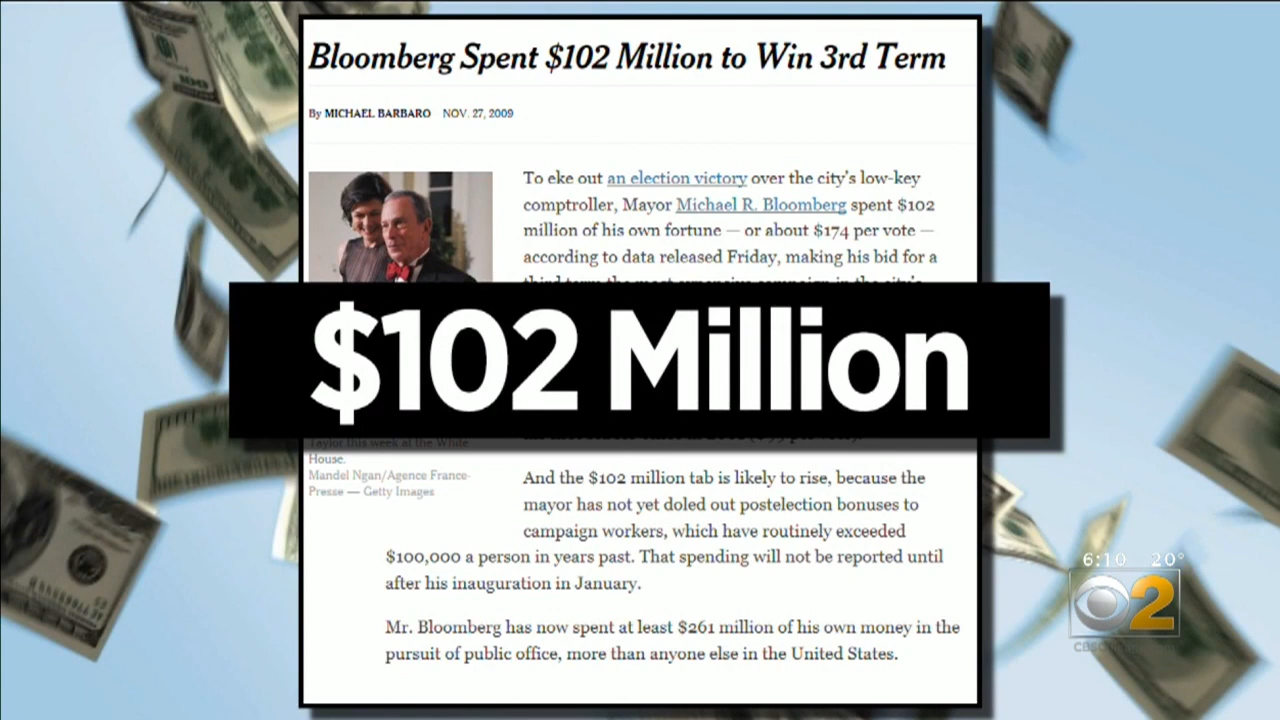 Bloomberg Spent $102 Million to Win 3rd Term
By MICHAEL BARBARO NOV. 27, 2009
To eke out an election victory over the city's low-key
comptroller, Mayor Michael R. Bloomberg spent $102
million of his own fortune — or about $174 per vote —
according to data released Friday, making his bid for a
$102 Million
Taylor this week at the White
House.
Mandel Ngan/Agence France-
Presse — Getty Images
And the $102 million tab is likely to rise, because the
mayor has not yet doled out postelection bonuses to
campaign workers, which have routinely exceeded
$100,000 a person in years past. That spending will not be reported until
after his inauguration in January.
Mr. Bloomberg has now spent at least $261 million of his own money in the
pursuit of public office, more than anyone else in the United States.
6:10 20°
2